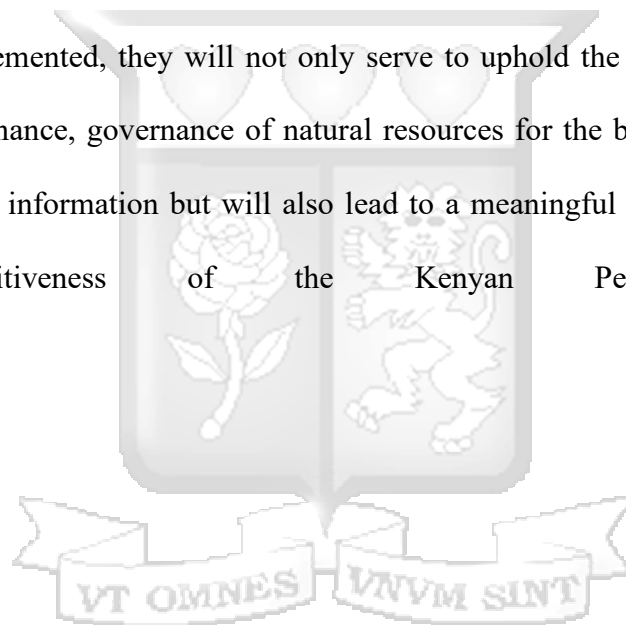 emented, they will not only serve to uphold the
nance, governance of natural resources for the b
information but will also lead to a meaningful
itiveness of the Kenyan Pe
VT OMNES VNVM SINT